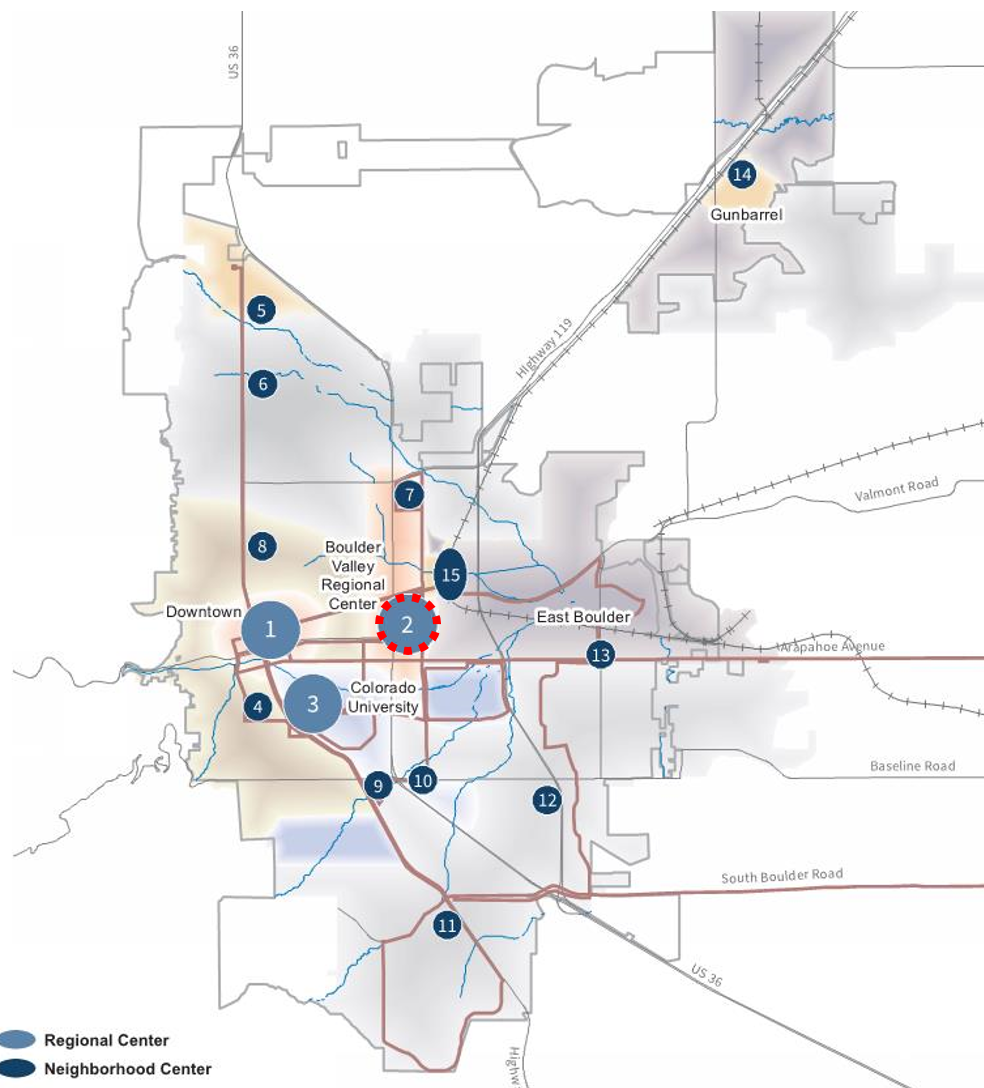 US 36
14
Gunbarrel
5
Highway 119
6
7
Valmont Road
8
Boulder
Valley
Regional
Center
15
Downtown
1
2
East Boulder
13
Arapahoe Avenue
4
3
Colorado
University
9
10
Baseline Road
12
South Boulder Road
11
US 36
Regional Center
Neighborhood Center
Highw